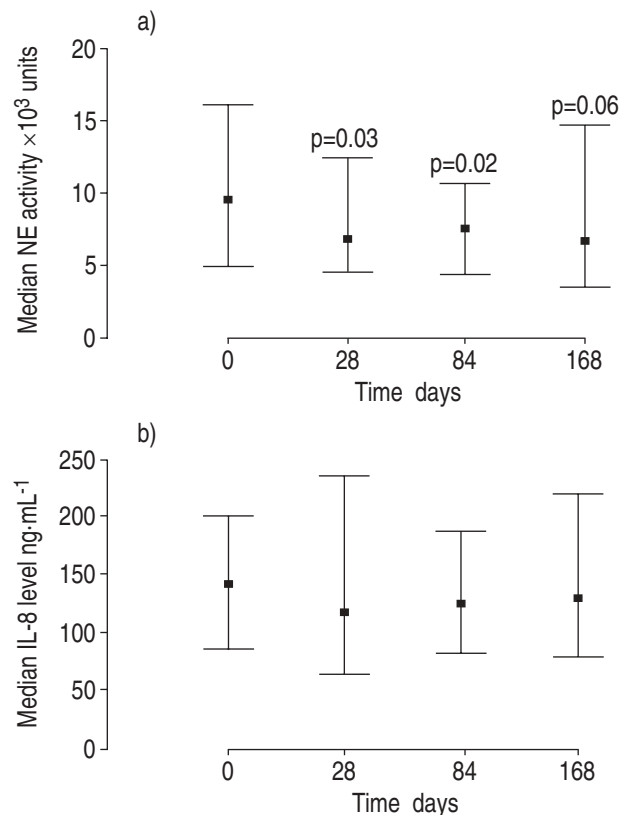 a)
Median NE activity ×10³ units
20
15
10
5
0
p=0.03
p=0.02
p=0.06
0 28 84 168
Time days
b)
Median IL-8 level ng·mL⁻¹
250
200
150
100
50
0
0 28 84 168
Time days